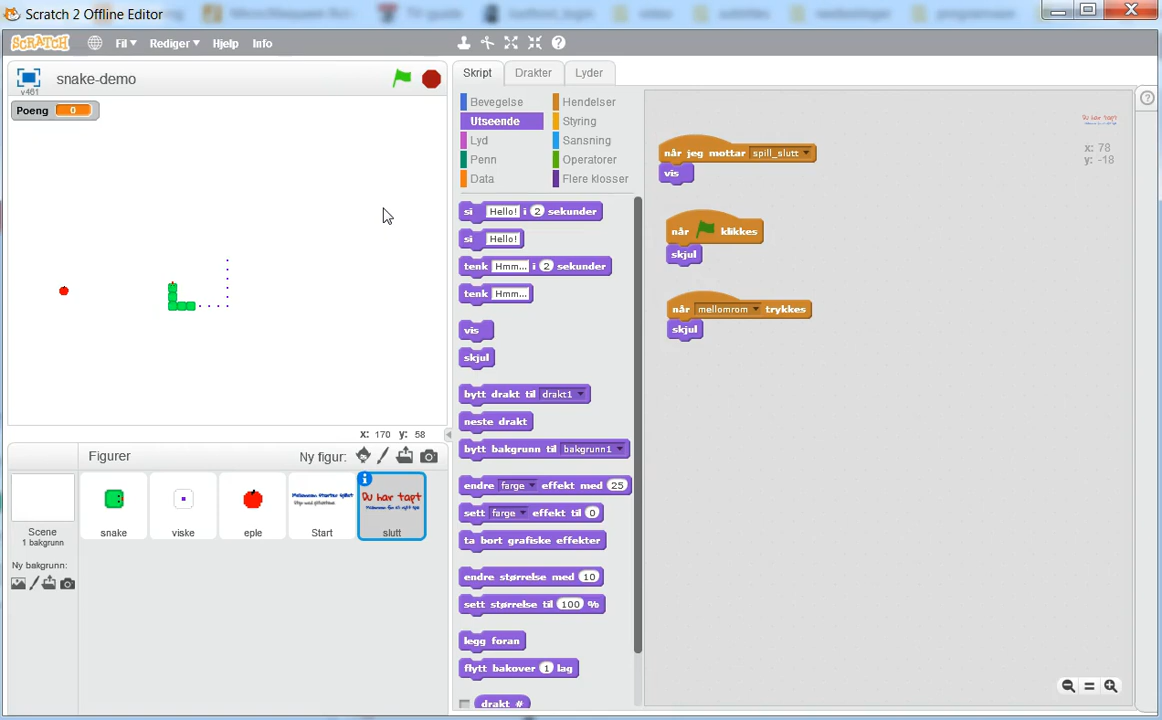 Scratch 2 Offline Editor
SCRATCH
Fil
Rediger
Hjelp
Info
v461
snake-demo
Poeng 0
x: 170 y: 58
Figurer
Ny figur:
Scene
1 bakgrunn
Ny bakgrunn:
snake
viske
eple
Start
Du har tapt
slutt
Skript
Drakter
Lyder
Bevegelse
Utseende
Lyd
Penn
Data
Hendelser
Styring
Sansning
Operatorer
Flere klosser
si Hello! i 2 sekunder
si Hello!
tenk Hmm... i 2 sekunder
tenk Hmm...
vis
skjul
bytt drakt til drakt1
neste drakt
bytt bakgrunn til bakgrunn1
endre farge effekt med 25
sett farge effekt til 0
ta bort grafiske effekter
endre størrelse med 10
sett størrelse til 100 %
legg foran
flytt bakover 1 lag
drakt #
når jeg mottar spill_slutt
vis
når klikkes
skjul
når mellomrom trykkes
skjul
Du har tapt
x: 78
y: -18